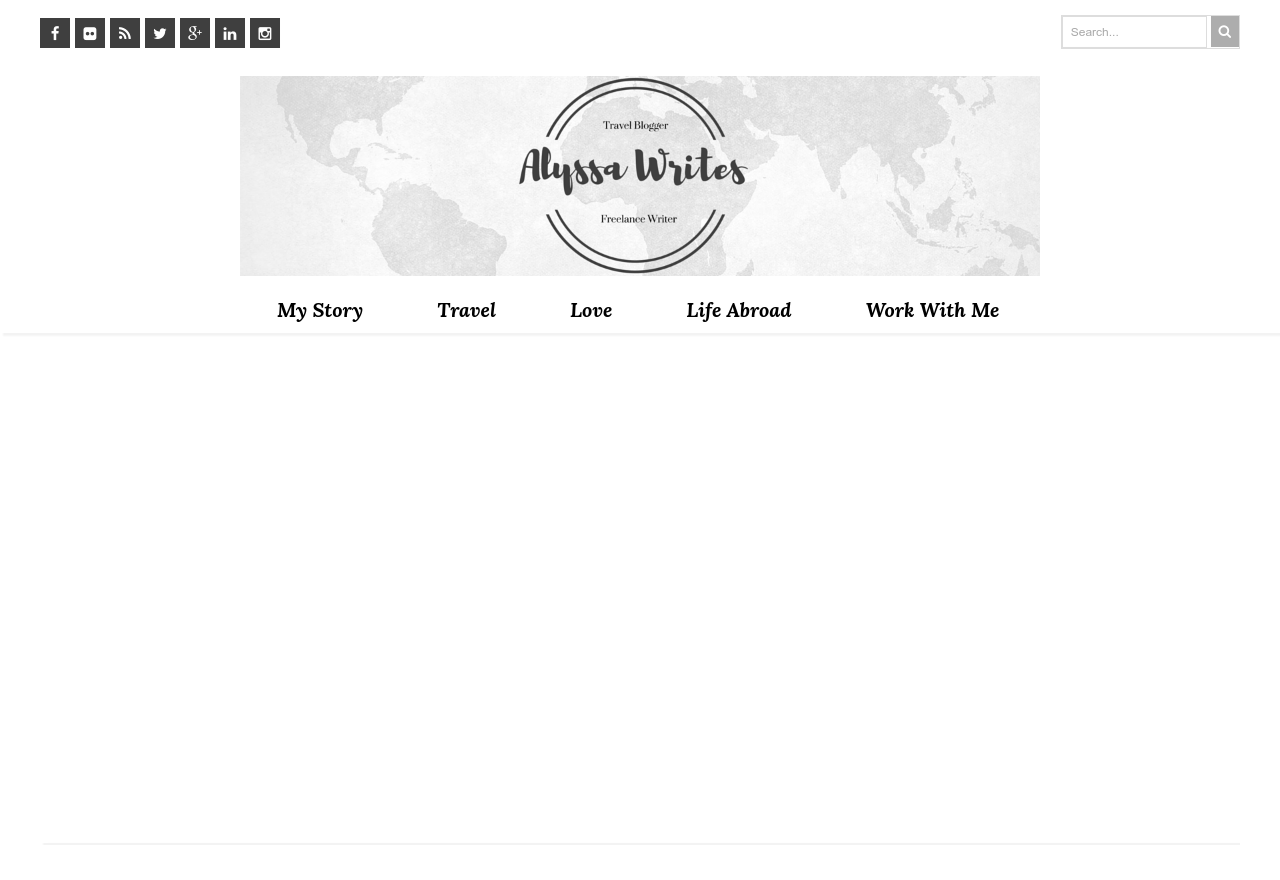 Search...
Travel Blogger
Alyssa Writes
Freelance Writer
My Story Travel Love Life Abroad Work With Me